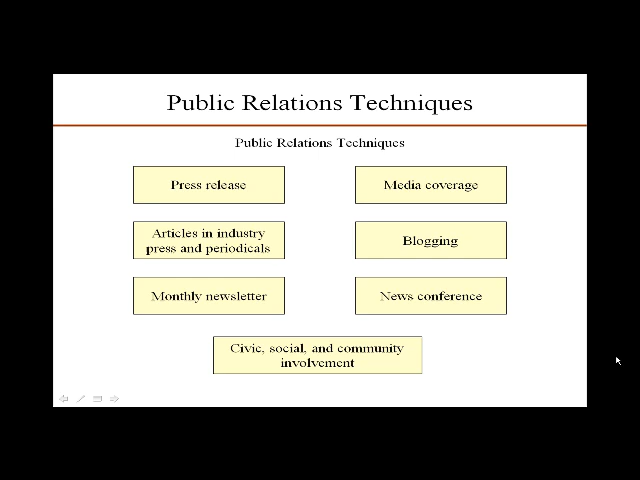 Public Relations Techniques
Public Relations Techniques
Press release
Media coverage
Articles in industry
press and periodicals
Blogging
Monthly newsletter
News conference
Civic, social, and community
involvement